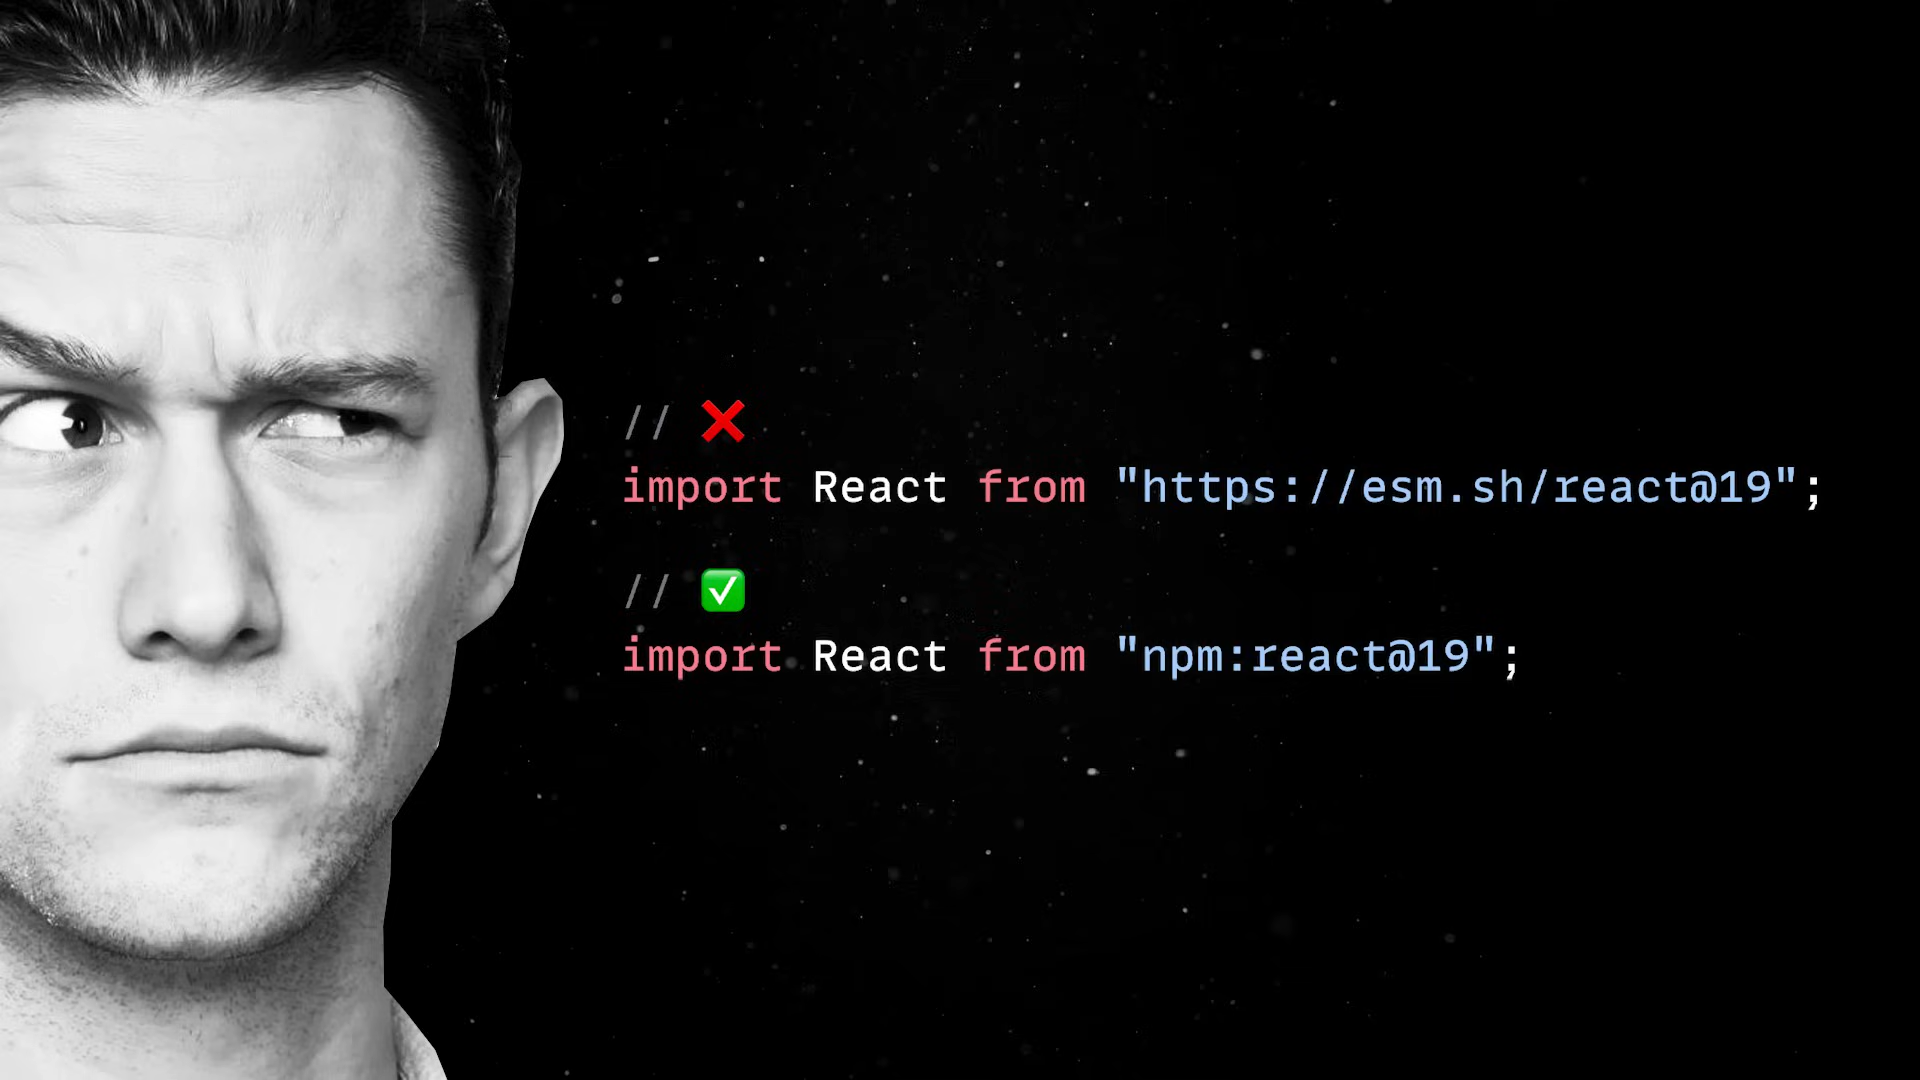 // ❌
import React from "https://esm.sh/react@19";
// ✅
import React from "npm:react@19";